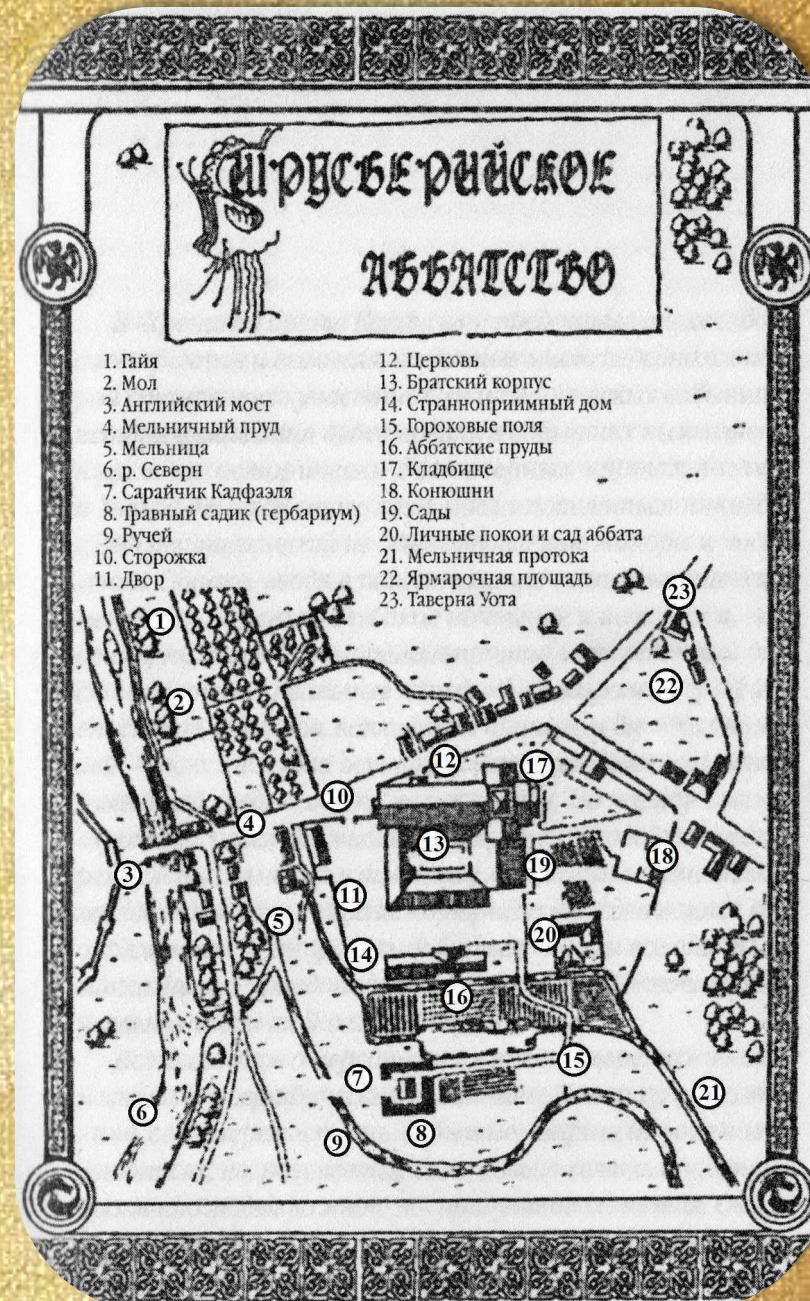 ШРУСБЕРИЙСКОЕ
АББАТСТВО
1. Гайя
2. Мол
3. Английский мост
4. Мельничный пруд
5. Мельница
6. р. Северн
7. Сарайчик Кадфаэля
8. Травный садик (гербариум)
9. Ручей
10. Сторожка
11. Двор
12. Церковь
13. Братский корпус
14. Странноприимный дом
15. Гороховые поля
16. Аббатские пруды
17. Кладбище
18. Конюшни
19. Сады
20. Личные покои и сад аббата
21. Мельничная протока
22. Ярмарочная площадь
23. Таверна Уота
1
23
2
22
12
17
10
4
13
3
19
18
11
5
14
20
16
15
7
21
6
8
9